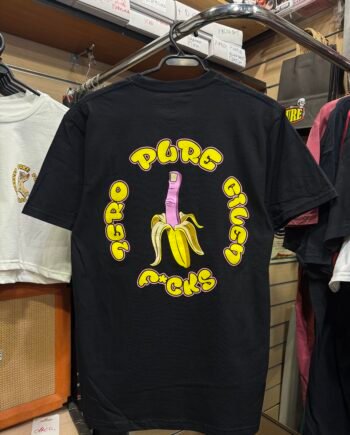 PURE
ZERO
GIVEN
F*CKS